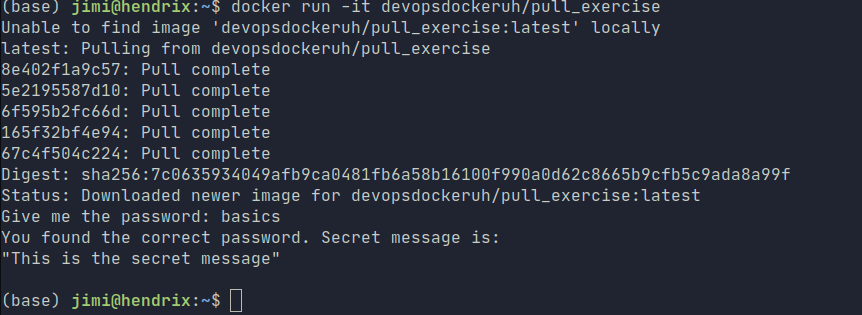 (base) jimi@hendrix:~$ docker run -it devopsdockeruh/pull_exercise
Unable to find image 'devopsdockeruh/pull_exercise:latest' locally
latest: Pulling from devopsdockeruh/pull_exercise
8e402f1a9c57: Pull complete
5e2195587d10: Pull complete
6f595b2fc66d: Pull complete
165f32bf4e94: Pull complete
67c4f504c224: Pull complete
Digest: sha256:7c0635934049afb9ca0481fb6a58b16100f990a0d62c8665b9cfb5c9ada8a99f
Status: Downloaded newer image for devopsdockeruh/pull_exercise:latest
Give me the password: basics
You found the correct password. Secret message is:
"This is the secret message"
(base) jimi@hendrix:~$